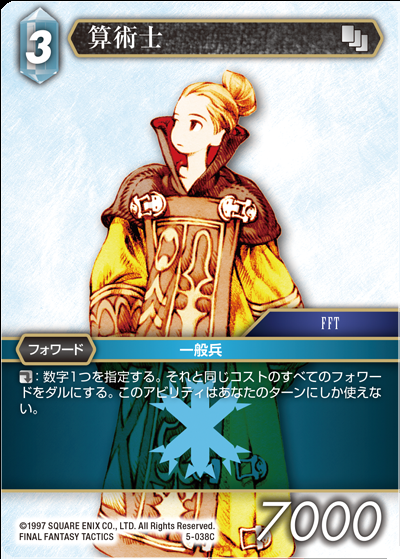 3
算術士
FFT
フォワード
一般兵
:数字1つを指定する。それと同じコストのすべてのフォワー
ドをダルにする。このアビリティはあなたのターンにしか使えな
い。
©1997 SQUARE ENIX CO., LTD. All Rights Reserved.
FINAL FANTASY TACTICS
5-038C
7000